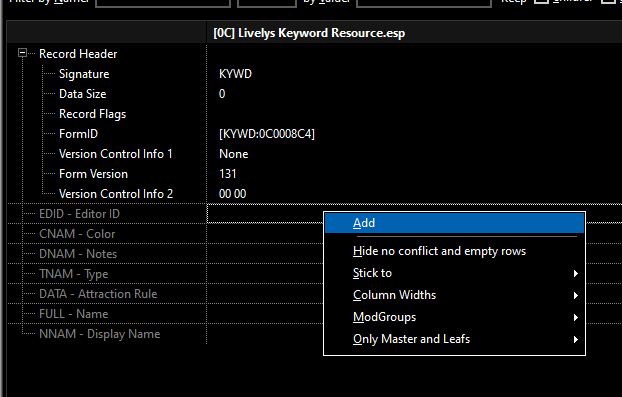 Filter by Name:
by Value:
Keep
[0C] Livelys Keyword Resource.esp
Record Header
Signature KYWD
Data Size 0
Record Flags
FormID [KYWD:0C0008C4]
Version Control Info 1 None
Form Version 131
Version Control Info 2 00 00
EDID - Editor ID
CNAM - Color
DNAM - Notes
TNAM - Type
DATA - Attraction Rule
FULL - Name
NNAM - Display Name
Add
Hide no conflict and empty rows
Stick to
Column Widths
ModGroups
Only Master and Leafs